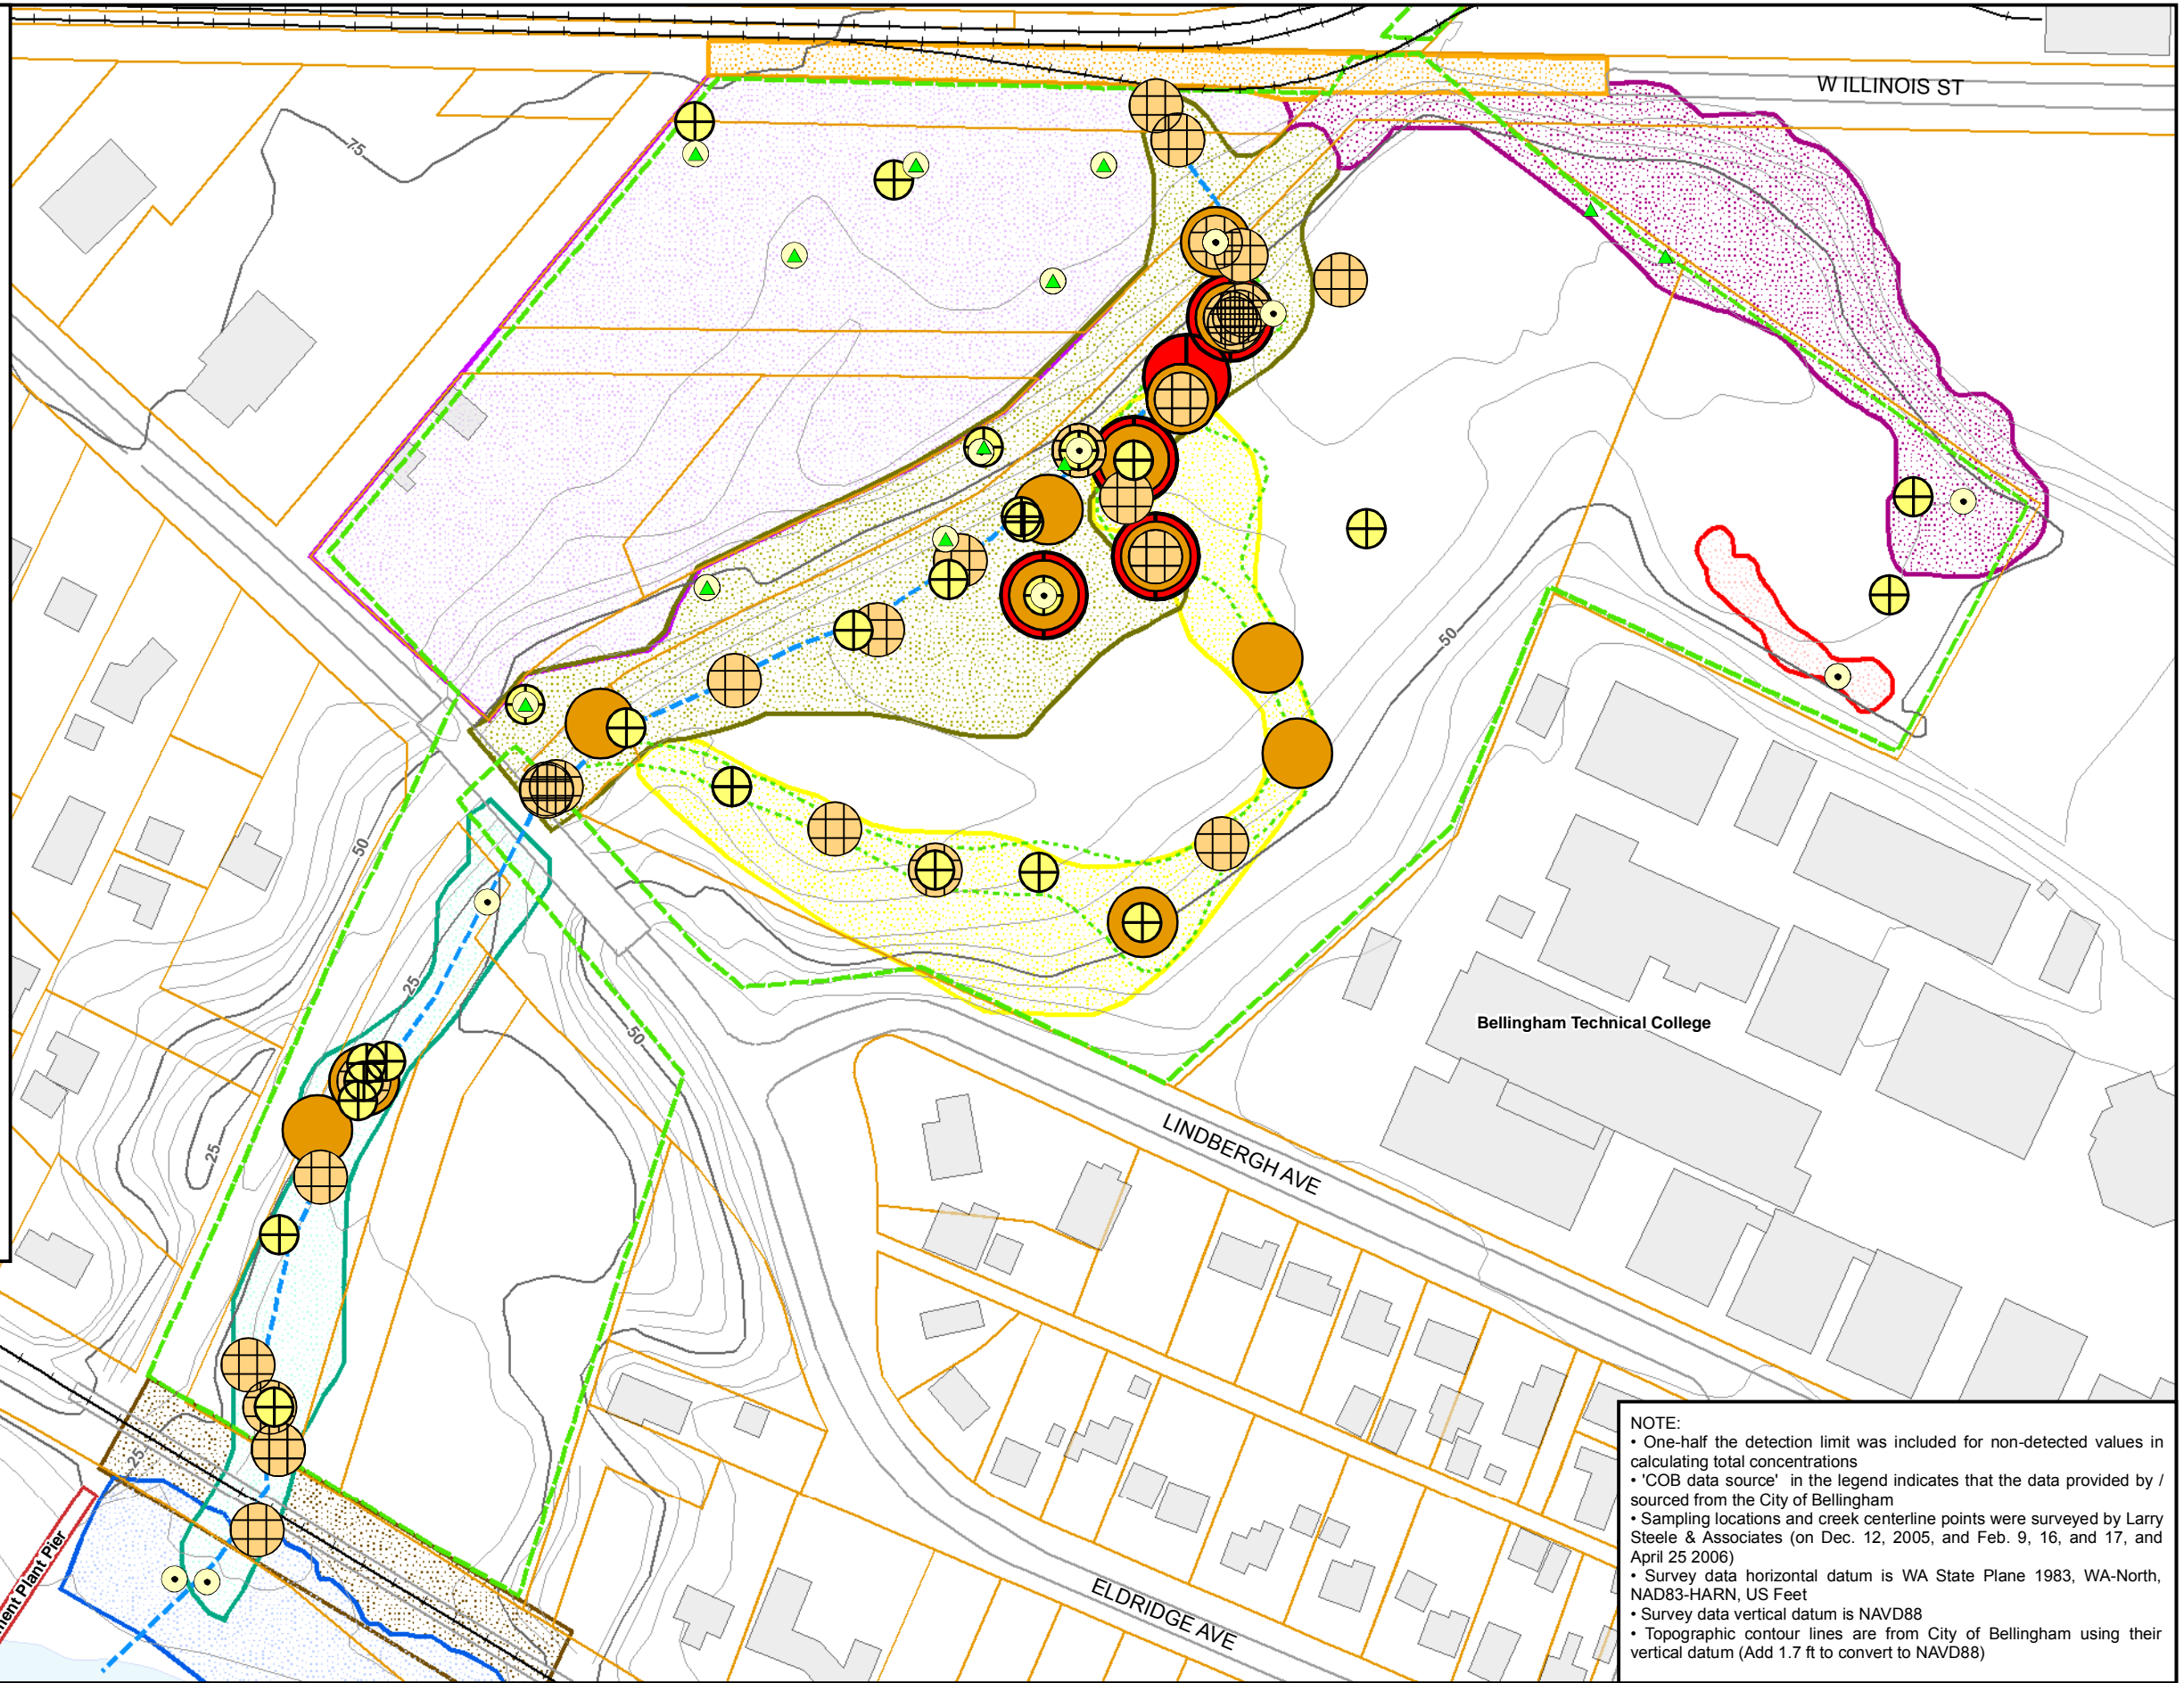 W ILLINOIS ST
75
50
50
25
50
25
25
Bellingham Technical College
LINDBERGH AVE
ELDRIDGE AVE
ment Plant Pier
NOTE:
• One-half the detection limit was included for non-detected values in
calculating total concentrations
• 'COB data source' in the legend indicates that the data provided by /
sourced from the City of Bellingham
• Sampling locations and creek centerline points were surveyed by Larry
Steele & Associates (on Dec. 12, 2005, and Feb. 9, 16, and 17, and
April 25 2006)
• Survey data horizontal datum is WA State Plane 1983, WA-North,
NAD83-HARN, US Feet
• Survey data vertical datum is NAVD88
• Topographic contour lines are from City of Bellingham using their
vertical datum (Add 1.7 ft to convert to NAVD88)